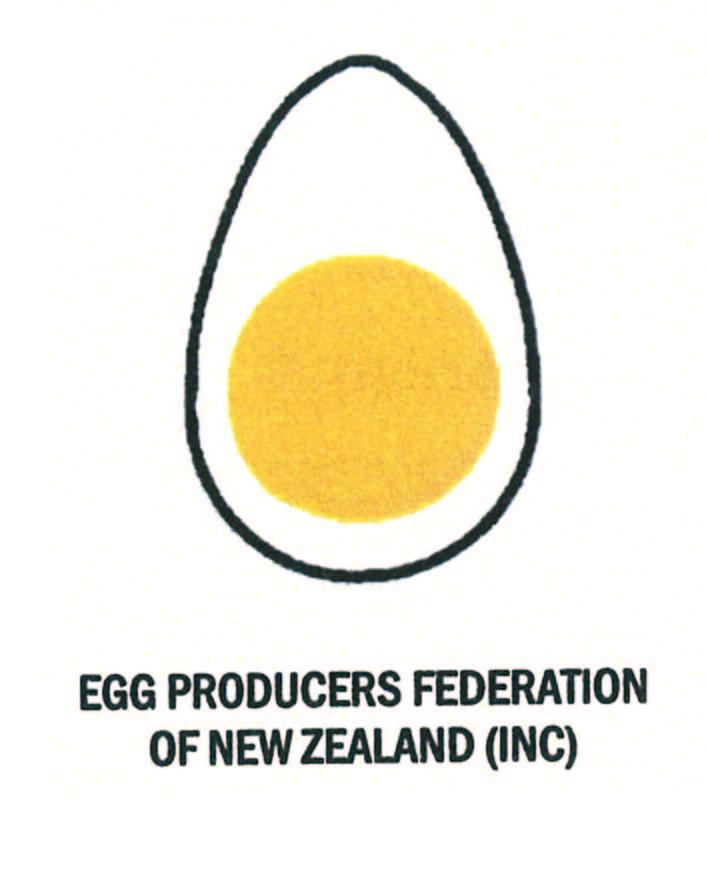 EGG PRODUCERS FEDERATION
OF NEW ZEALAND (INC)